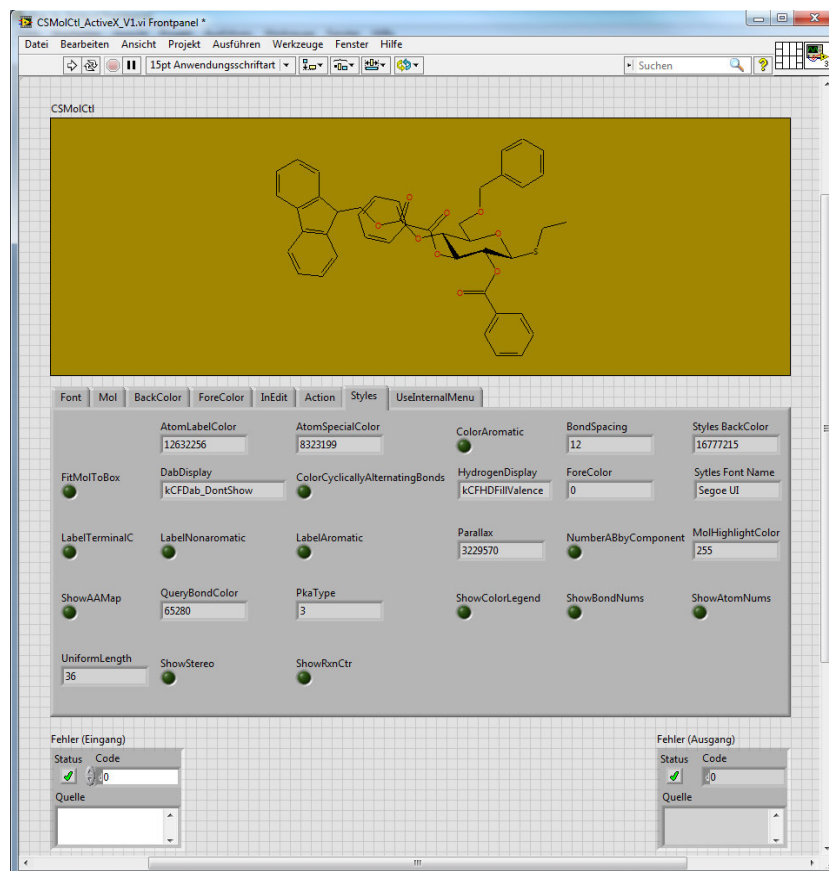 CSMolCtl_ActiveX_V1.vi Frontpanel *
Datei Bearbeiten Ansicht Projekt Ausführen Werkzeuge Fenster Hilfe
15pt Anwendungsschriftart Suchen ? 3
CSMolCtl
O O O O O O O S O O
Font Mol BackColor ForeColor InEdit Action Styles UseInternalMenu
AtomLabelColor AtomSpecialColor ColorAromatic BondSpacing Styles BackColor
12632256 8323199 12 16777215
FitMolToBox DabDisplay ColorCyclicallyAlternatingBonds HydrogenDisplay ForeColor Sytles Font Name
kCFDab_DontShow kCFHDFillValence 0 Segoe UI
LabelTerminalC LabelNonaromatic LabelAromatic Parallax NumberABbyComponent MolHighlightColor
3229570 255
ShowAAMap QueryBondColor PkaType ShowColorLegend ShowBondNums ShowAtomNums
65280 3
UniformLength ShowStereo ShowRxnCtr
36
Fehler (Eingang) Fehler (Ausgang)
Status Code Status Code
d0 d0
Quelle Quelle